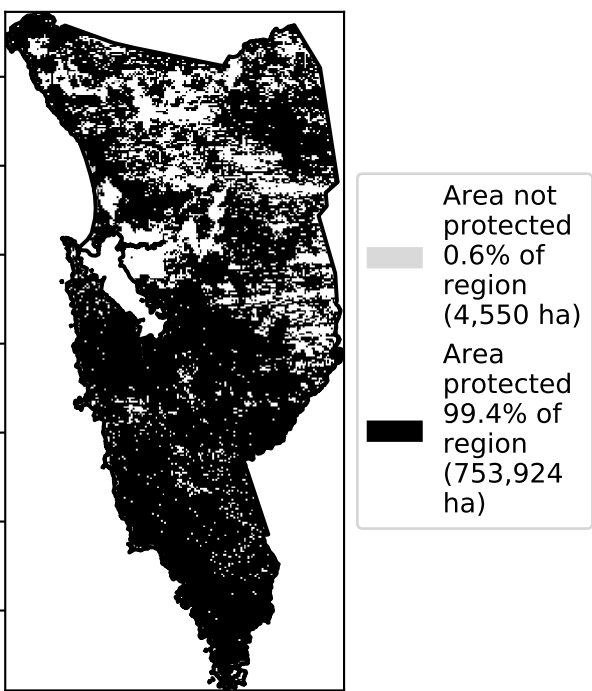 Area not
protected
0.6% of
region
(4,550 ha)
Area
protected
99.4% of
region
(753,924
ha)